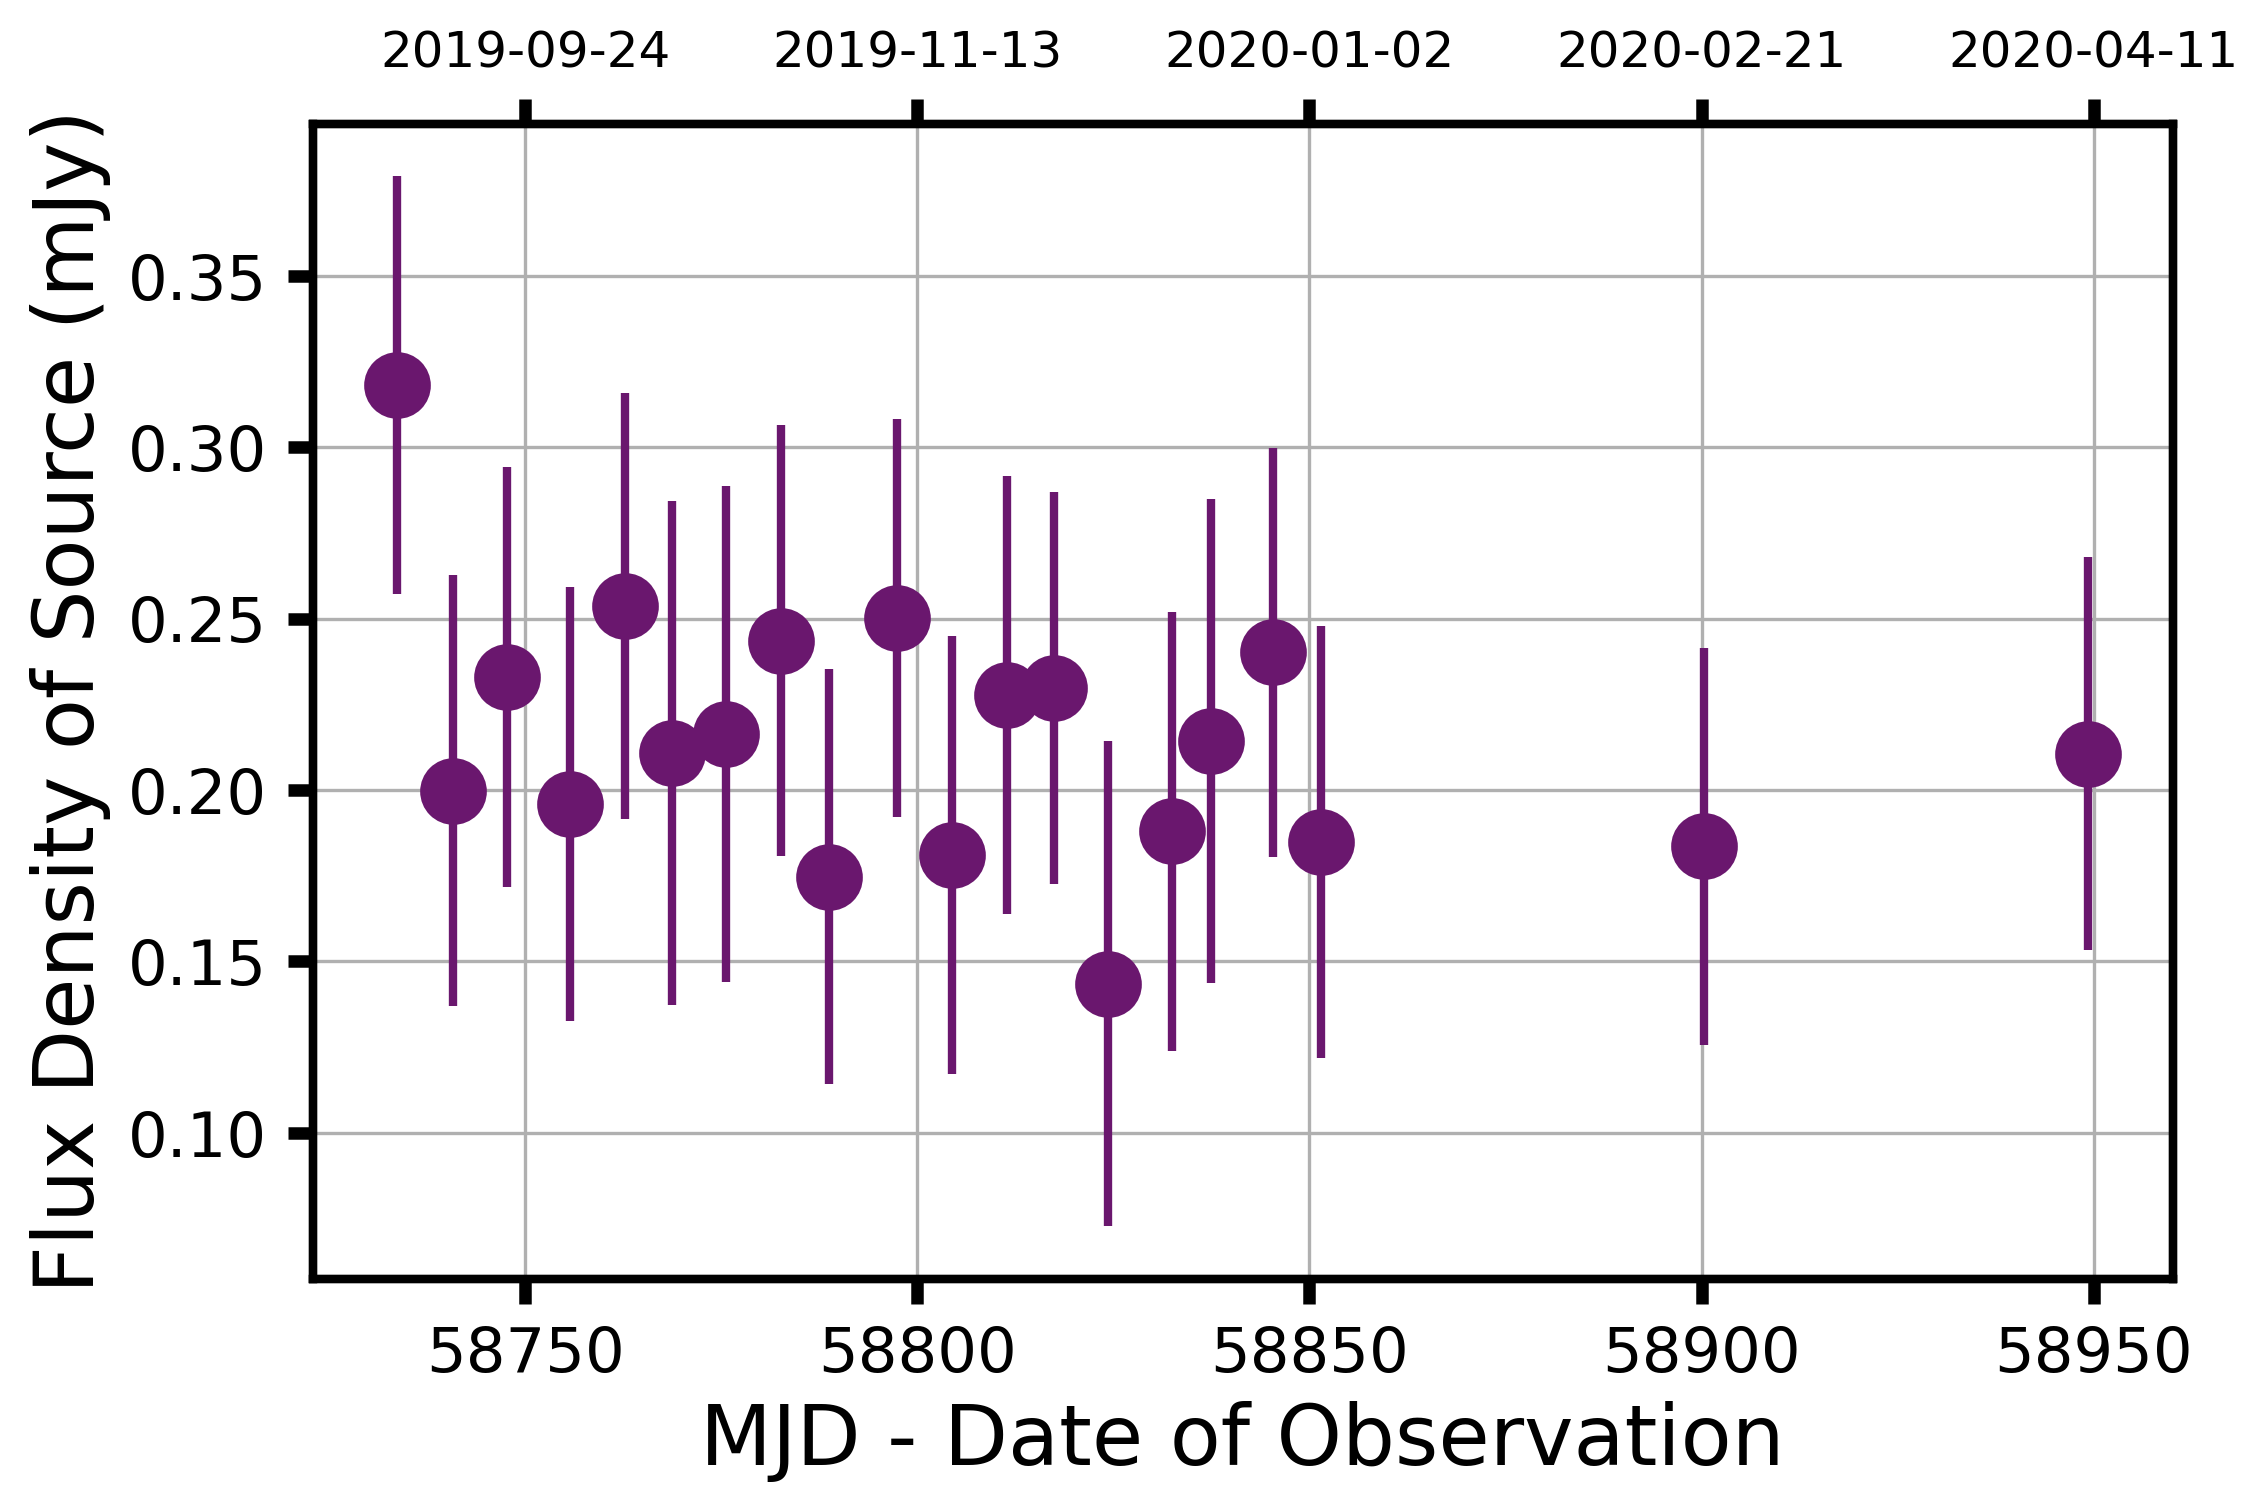 2019-09-24 2019-11-13 2020-01-02 2020-02-21 2020-04-11
Flux Density of Source (mJy)
0.35
0.30
0.25
0.20
0.15
0.10
58750 58800 58850 58900 58950
MJD - Date of Observation